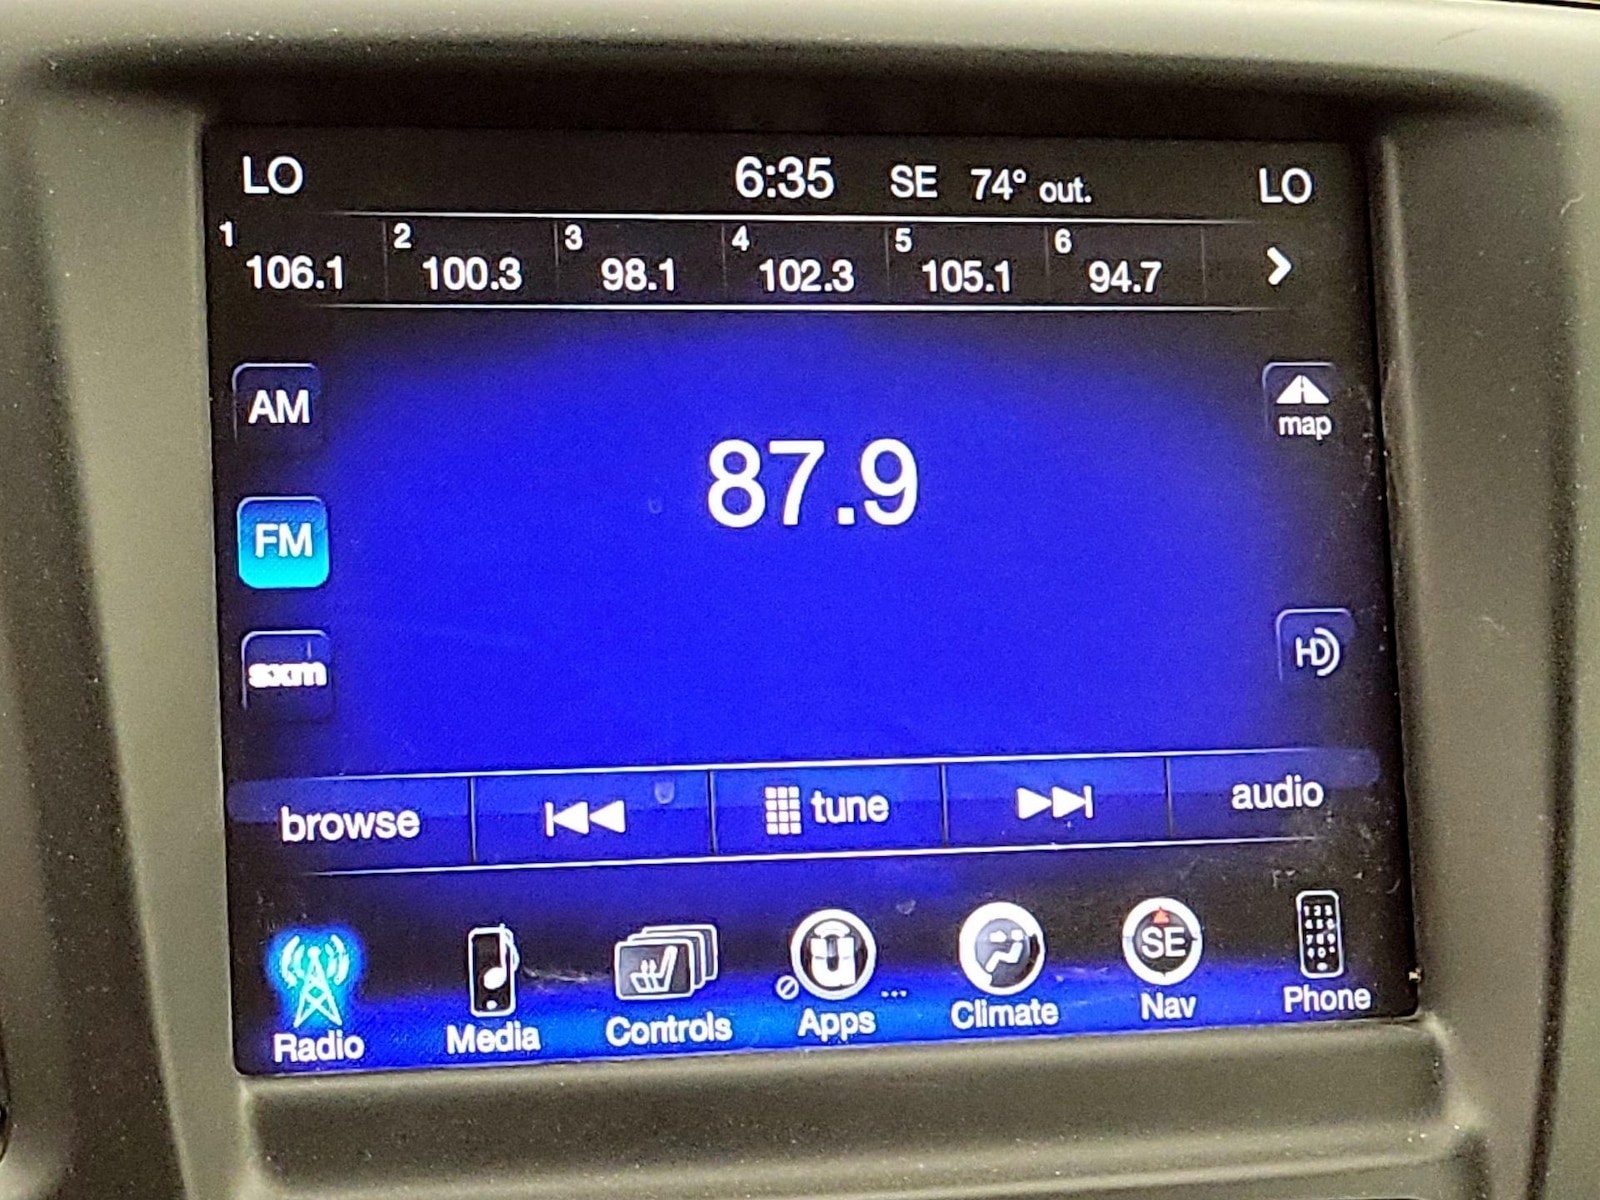 LO 6:35 SE 74° out. LO
1 2 3 4 5 6
106.1 100.3 98.1 102.3 105.1 94.7
AM
map
87.9
FM
HD
sxm
browse tune audio
SE
Radio Media Controls Apps Climate Nav Phone